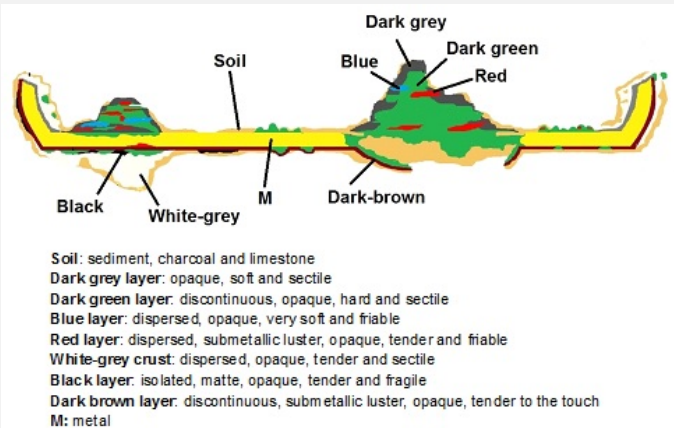 Dark grey
Dark green
Soil
Blue
Red
Black
White-grey
M
Dark-brown
Soil: sediment, charcoal and limestone
Dark grey layer: opaque, soft and sectile
Dark green layer: discontinuous, opaque, hard and sectile
Blue layer: dispersed, opaque, very soft and friable
Red layer: dispersed, submetallic luster, opaque, tender and friable
White-grey crust: dispersed, opaque, tender and sectile
Black layer: isolated, matte, opaque, tender and fragile
Dark brown layer: discontinuous, submetallic luster, opaque, tender to the touch
M: metal